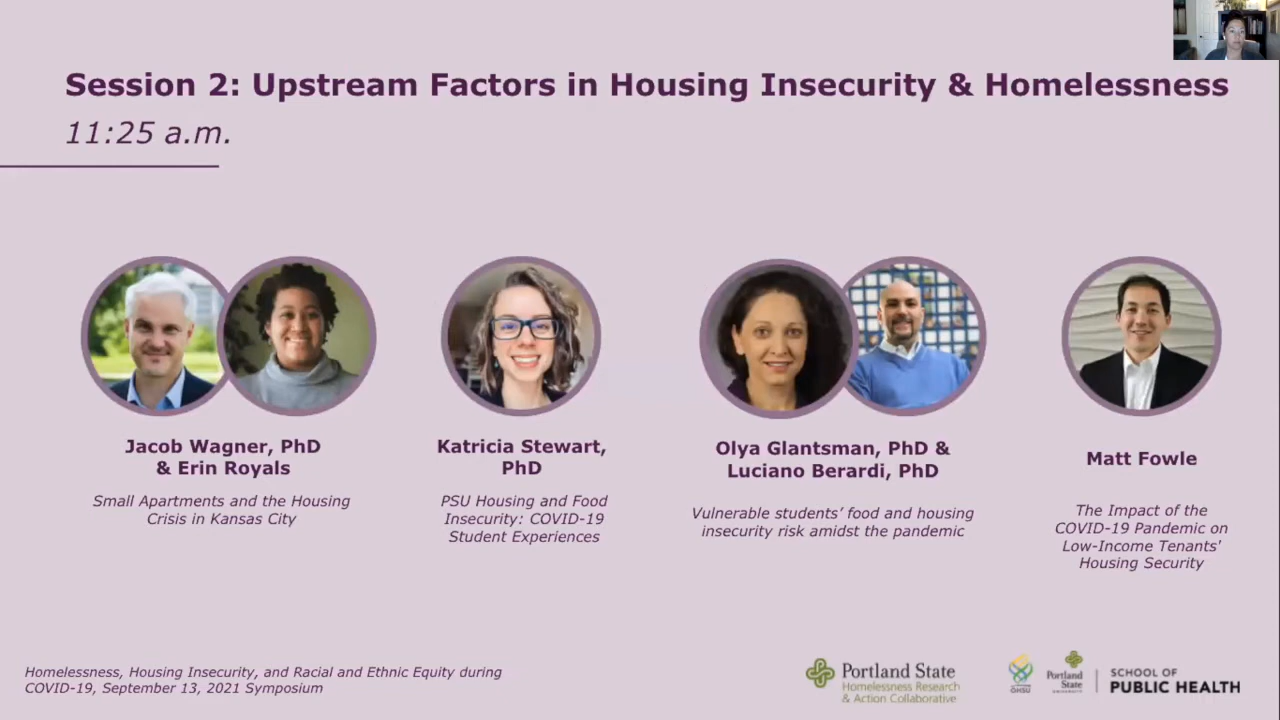 Session 2: Upstream Factors in Housing Insecurity & Homelessness
11:25 a.m.
Jacob Wagner, PhD
& Erin Royals
Small Apartments and the Housing
Crisis in Kansas City
Katricia Stewart,
PhD
PSU Housing and Food
Insecurity: COVID-19
Student Experiences
Olya Glantsman, PhD &
Luciano Berardi, PhD
Vulnerable students’ food and housing
insecurity risk amidst the pandemic
Matt Fowle
The Impact of the
COVID-19 Pandemic on
Low-Income Tenants'
Housing Security
Homelessness, Housing Insecurity, and Racial and Ethnic Equity during
COVID-19, September 13, 2021 Symposium
Portland State
Homelessness Research
& Action Collaborative
OHSU
Portland
State
UNIVERSITY
SCHOOL OF
PUBLIC HEALTH